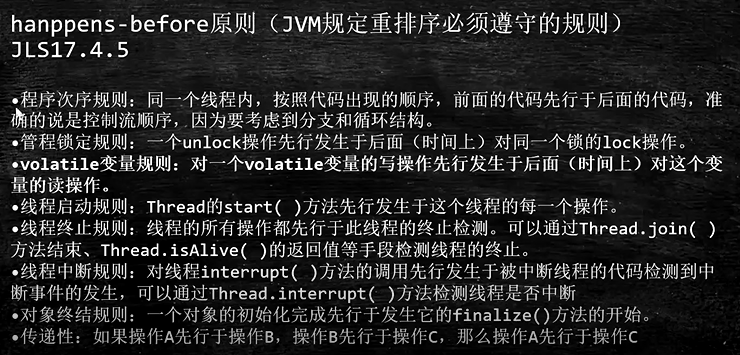 hanppens-before原则（JVM规定重排序必须遵守的规则）
JLS17.4.5
•程序次序规则：同一个线程内，按照代码出现的顺序，前面的代码先行于后面的代码，准
确的说是控制流顺序，因为要考虑到分支和循环结构。
•管程锁定规则：一个unlock操作先行发生于后面（时间上）对同一个锁的lock操作。
•volatile变量规则：对一个volatile变量的写操作先行发生于后面（时间上）对这个变
量的读操作。
•线程启动规则：Thread的start( )方法先行发生于这个线程的每一个操作。
•线程终止规则：线程的所有操作都先行于此线程的终止检测。可以通过Thread.join( )
方法结束、Thread.isAlive( )的返回值等手段检测线程的终止。
•线程中断规则：对线程interrupt( )方法的调用先行发生于被中断线程的代码检测到中
断事件的发生，可以通过Thread.interrupt( )方法检测线程是否中断
•对象终结规则：一个对象的初始化完成先行于发生它的finalize()方法的开始。
•传递性：如果操作A先行于操作B，操作B先行于操作C，那么操作A先行于操作C